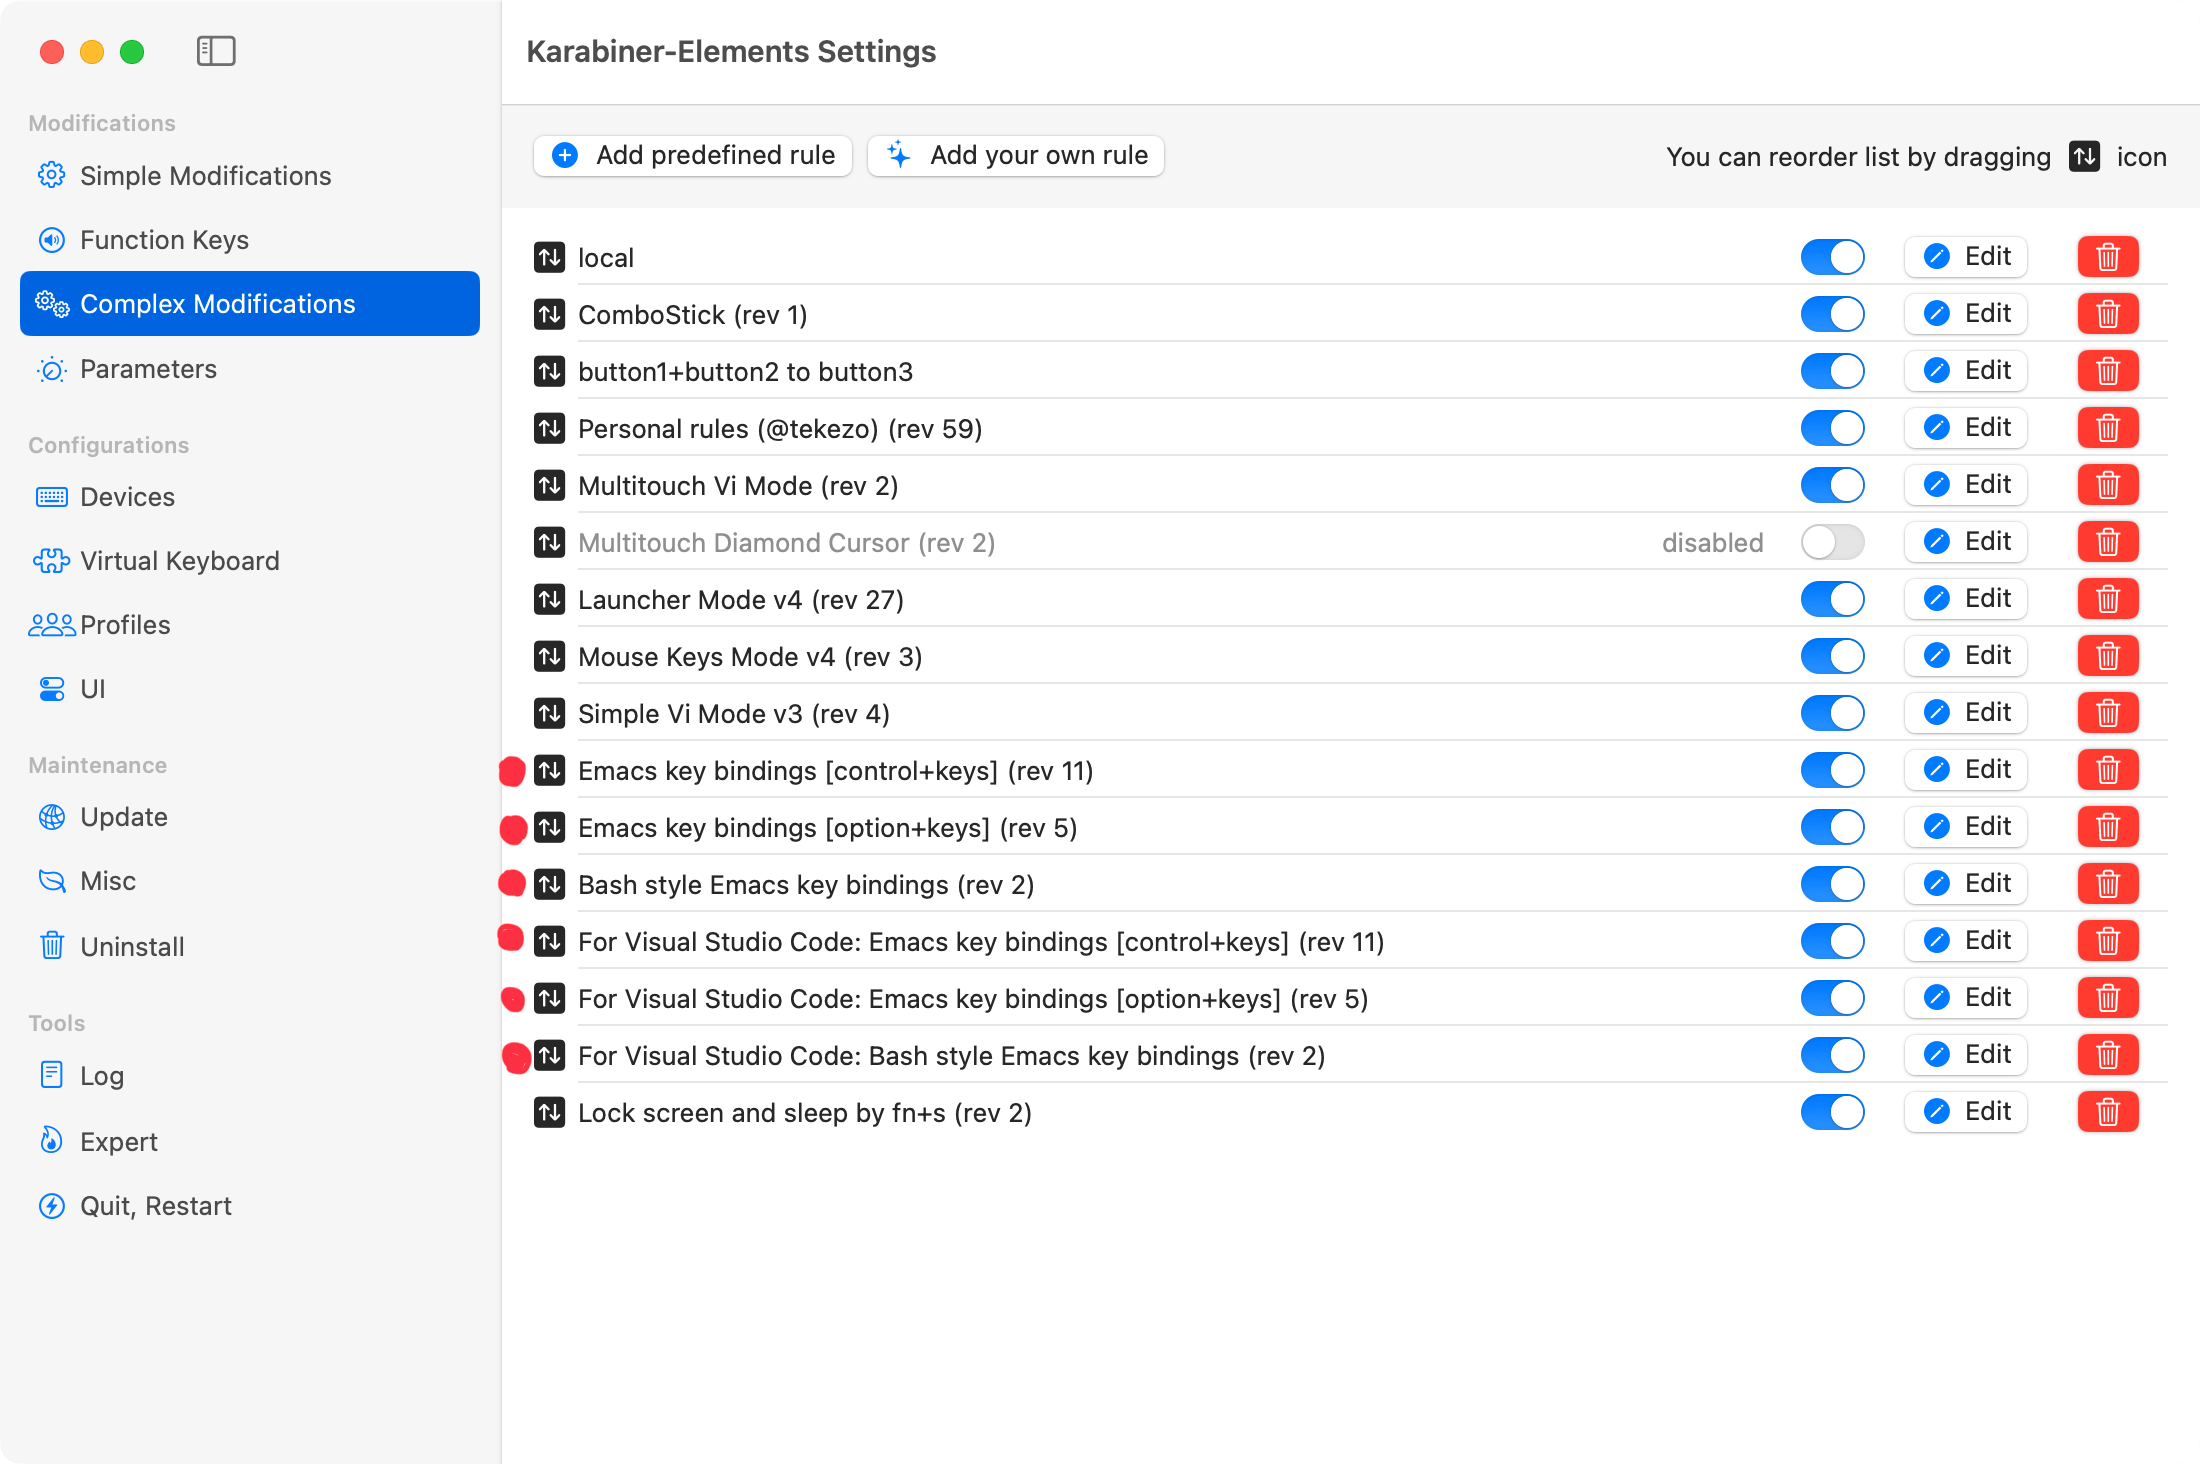 Karabiner-Elements Settings
Modifications
Simple Modifications
Function Keys
Complex Modifications
Parameters
Configurations
Devices
Virtual Keyboard
Profiles
UI
Maintenance
Update
Misc
Uninstall
Tools
Log
Expert
Quit, Restart
Add predefined rule Add your own rule You can reorder list by dragging icon
local Edit
ComboStick (rev 1) Edit
button1+button2 to button3 Edit
Personal rules (@tekezo) (rev 59) Edit
Multitouch Vi Mode (rev 2) Edit
Multitouch Diamond Cursor (rev 2) disabled Edit
Launcher Mode v4 (rev 27) Edit
Mouse Keys Mode v4 (rev 3) Edit
Simple Vi Mode v3 (rev 4) Edit
Emacs key bindings [control+keys] (rev 11) Edit
Emacs key bindings [option+keys] (rev 5) Edit
Bash style Emacs key bindings (rev 2) Edit
For Visual Studio Code: Emacs key bindings [control+keys] (rev 11) Edit
For Visual Studio Code: Emacs key bindings [option+keys] (rev 5) Edit
For Visual Studio Code: Bash style Emacs key bindings (rev 2) Edit
Lock screen and sleep by fn+s (rev 2) Edit